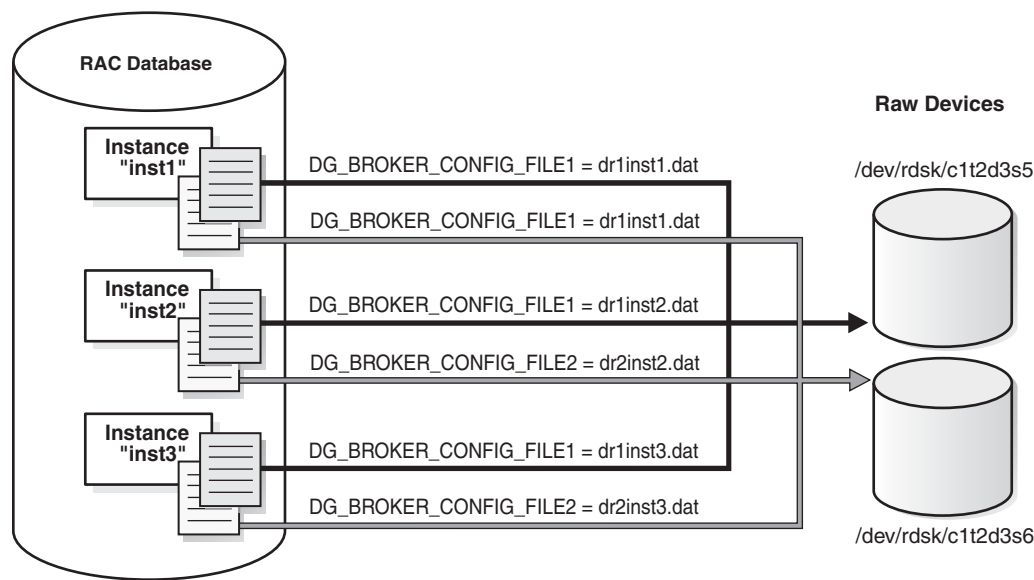 RAC Database
Raw Devices
Instance
"inst1"
DG_BROKER_CONFIG_FILE1 = dr1inst1.dat
/dev/rdsk/c1t2d3s5
DG_BROKER_CONFIG_FILE1 = dr1inst1.dat
Instance
"inst2"
DG_BROKER_CONFIG_FILE1 = dr1inst2.dat
DG_BROKER_CONFIG_FILE2 = dr2inst2.dat
Instance
"inst3"
DG_BROKER_CONFIG_FILE1 = dr1inst3.dat
DG_BROKER_CONFIG_FILE2 = dr2inst3.dat
/dev/rdsk/c1t2d3s6